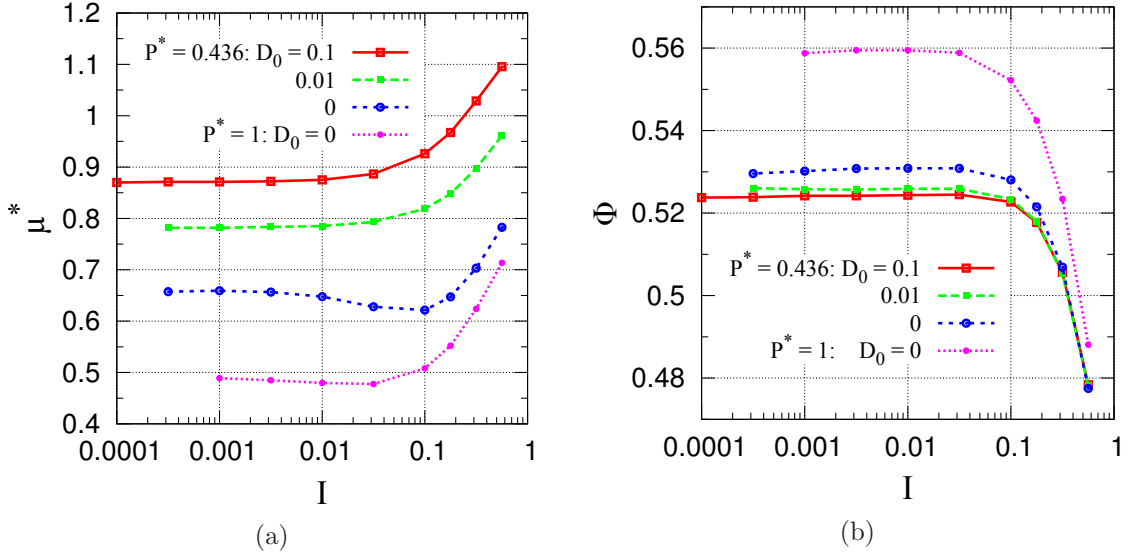 1.2
1.1
1
0.9
0.8
0.7
0.6
0.5
0.4
μ*
P* = 0.436: D0 = 0.1
0.01
0
P* = 1: D0 = 0
0.0001 0.001 0.01 0.1 1
I
(a)
0.56
0.54
0.52
0.5
0.48
Φ
P* = 0.436: D0 = 0.1
0.01
0
P* = 1: D0 = 0
0.0001 0.001 0.01 0.1 1
I
(b)